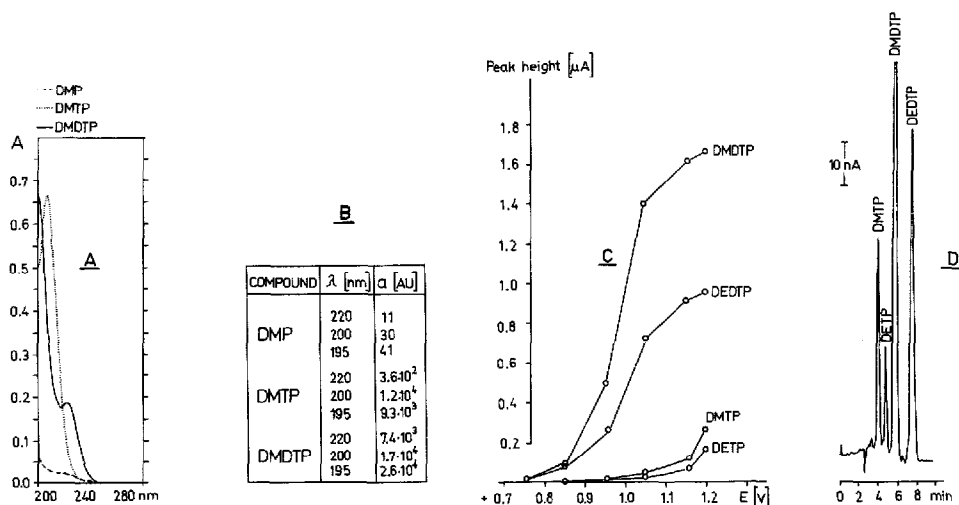 DMP
DMTP
DMDTP
A
0.7
0.6
0.5
0.4
0.3
0.2
0.1
0.0
200 240 280 nm
A
B
COMPOUND λ [nm] a [AU]
DMP
220 11
200 30
195 41
DMTP
220 3.6·10²
200 1.2·10⁴
195 9.3·10³
DMDTP
220 7.4·10³
200 1.7·10⁴
195 2.6·10⁴
Peak height [μA]
1.8
1.6
1.4
1.2
1.0
0.8
0.6
0.4
0.2
+ 0.7 0.8 0.9 1.0 1.1 1.2 E [V]
DMDTP
DEDTP
DMTP
DETP
C
10 nA
DMTP
DETP
DMDTP
DEDTP
D
0 2 4 6 8 min